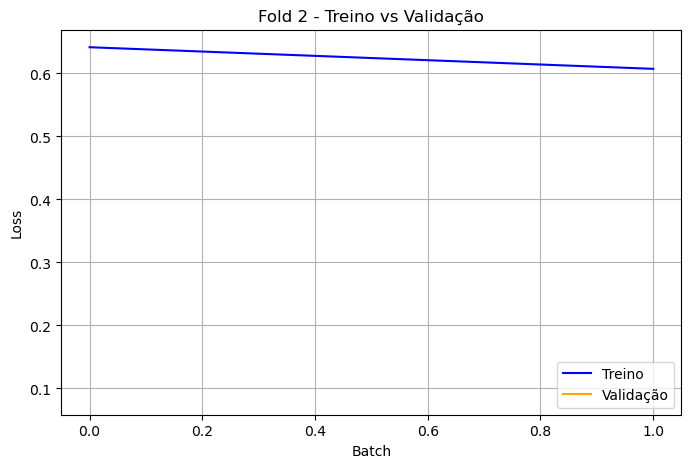 Fold 2 - Treino vs Validação
0.6
0.5
0.4
0.3
0.2
0.1
Loss
Treino
Validação
0.0 0.2 0.4 0.6 0.8 1.0
Batch